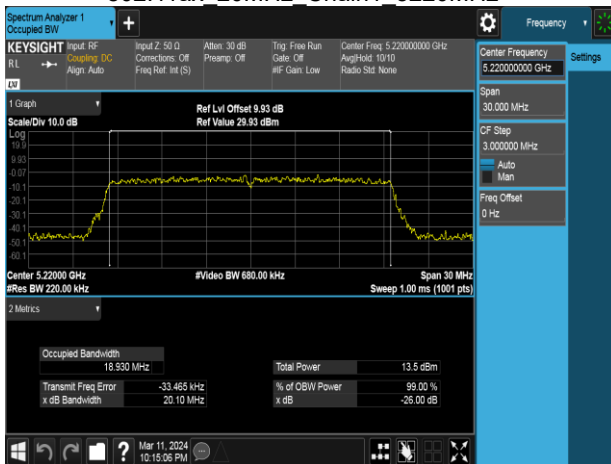 Spectrum Analyzer 1
Occupied BW
+
Frequency
KEYSIGHT
RL
LXI
Input: RF
Coupling: DC
Align: Auto
Input Z: 50 Ω
Corrections: Off
Freq Ref: Int (S)
Atten: 30 dB
Preamp: Off
Trig: Free Run
Gate: Off
#IF Gain: Low
Center Freq: 5.220000000 GHz
Avg|Hold: 10/10
Radio Std: None
Center Frequency
5.220000000 GHz
Settings
Span
30.000 MHz
CF Step
3.000000 MHz
Auto
Man
Freq Offset
0 Hz
1 Graph
Scale/Div 10.0 dB
Ref Lvl Offset 9.93 dB
Ref Value 29.93 dBm
Log
19.9
9.93
-0.07
-10.1
-20.1
-30.1
-40.1
-50.1
-60.1
Center 5.22000 GHz
#Res BW 220.00 kHz
#Video BW 680.00 kHz
Span 30 MHz
Sweep 1.00 ms (1001 pts)
2 Metrics
Occupied Bandwidth
18.930 MHz
Total Power 13.5 dBm
Transmit Freq Error -33.465 kHz
% of OBW Power 99.00 %
x dB Bandwidth 20.10 MHz
x dB -26.00 dB
?
Mar 11, 2024
10:15:06 PM